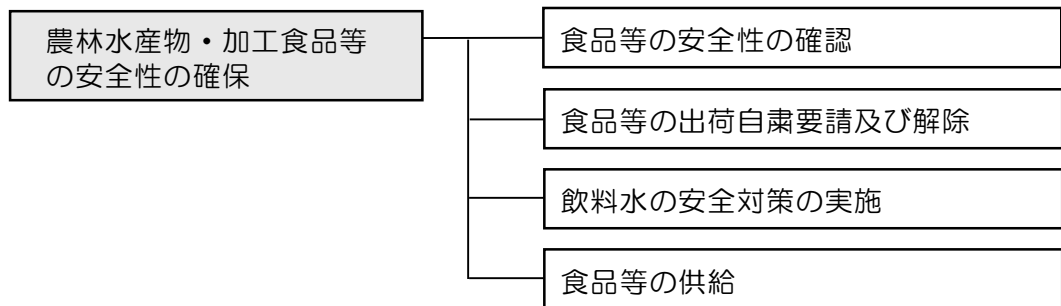 農林水産物・加工食品等
の安全性の確保
食品等の安全性の確認
食品等の出荷自粛要請及び解除
飲料水の安全対策の実施
食品等の供給